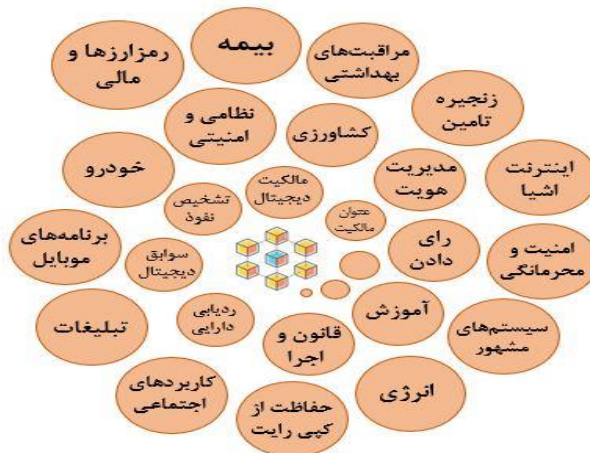 رمزارزها و
مالی
بیمه
مراقبت‌های
بهداشتی
زنجیره
تامین
نظامی و
امنیتی
کشاورزی
خودرو
تشخیص
نفوذ
مالکیت
دیجیتال
مدیریت
هویت
اینترنت
اشیا
عنوان
مالکیت
برنامه‌های
موبایل
سوابق
دیجیتال
رای
دادن
امنیت و
محرمانگی
تبلیغات
ردیابی
دارایی
قانون و
اجرا
آموزش
سیستم‌های
مشهور
کاربردهای
اجتماعی
حفاظت از
کپی رایت
انرژی